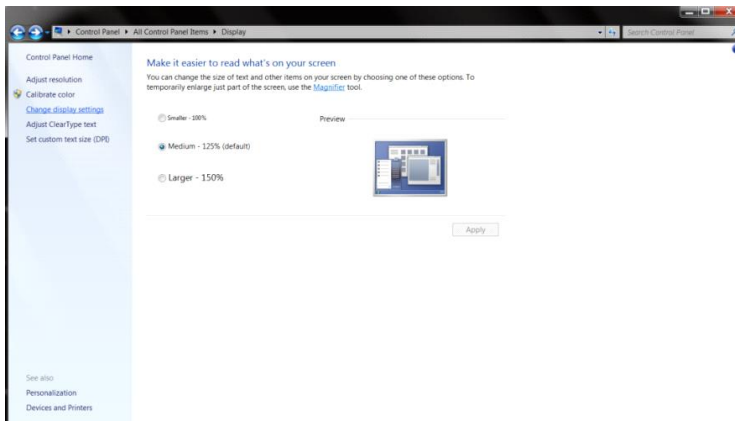 Control Panel ▸ All Control Panel Items ▸ Display
Search Control Panel
Control Panel Home
Adjust resolution
Calibrate color
Change display settings
Adjust ClearType text
Set custom text size (DPI)
See also
Personalization
Devices and Printers
Make it easier to read what's on your screen
You can change the size of text and other items on your screen by choosing one of these options. To
temporarily enlarge just part of the screen, use the Magnifier tool.
Smaller - 100%
Preview
Medium - 125% (default)
Larger - 150%
Apply